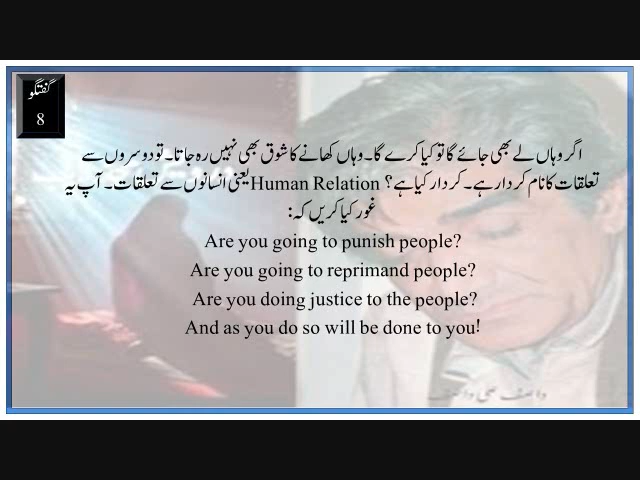 گفتگو
8
اگر وہاں لے بھی جائے گا تو کیا کرے گا۔ وہاں کھانے کا شوق بھی نہیں رہ جاتا۔ تو دوسروں سے
تعلقات کا نام کردار ہے۔ کردار کیا ہے؟ Human Relation یعنی انسانوں سے تعلقات۔ آپ یہ
غور کیا کریں کہ:
Are you going to punish people?
Are you going to reprimand people?
Are you doing justice to the people?
And as you do so will be done to you!
واصف علی واصف